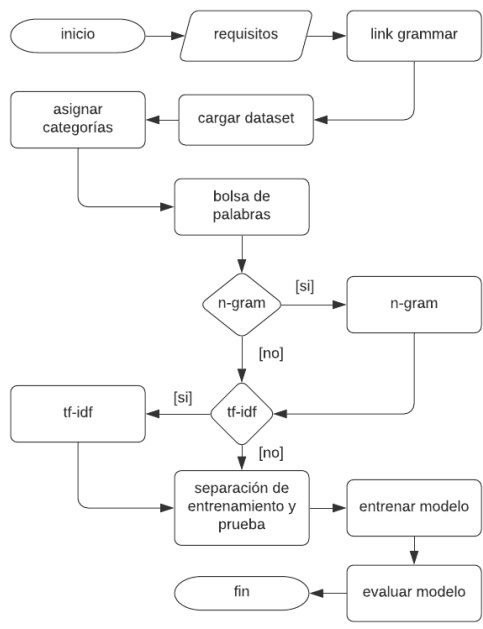 inicio
requisitos
link grammar
asignar
categorías
cargar dataset
bolsa de
palabras
n-gram
[si]
n-gram
[no]
tf-idf
[si]
tf-idf
[no]
separación de
entrenamiento y
prueba
entrenar modelo
fin
evaluar modelo